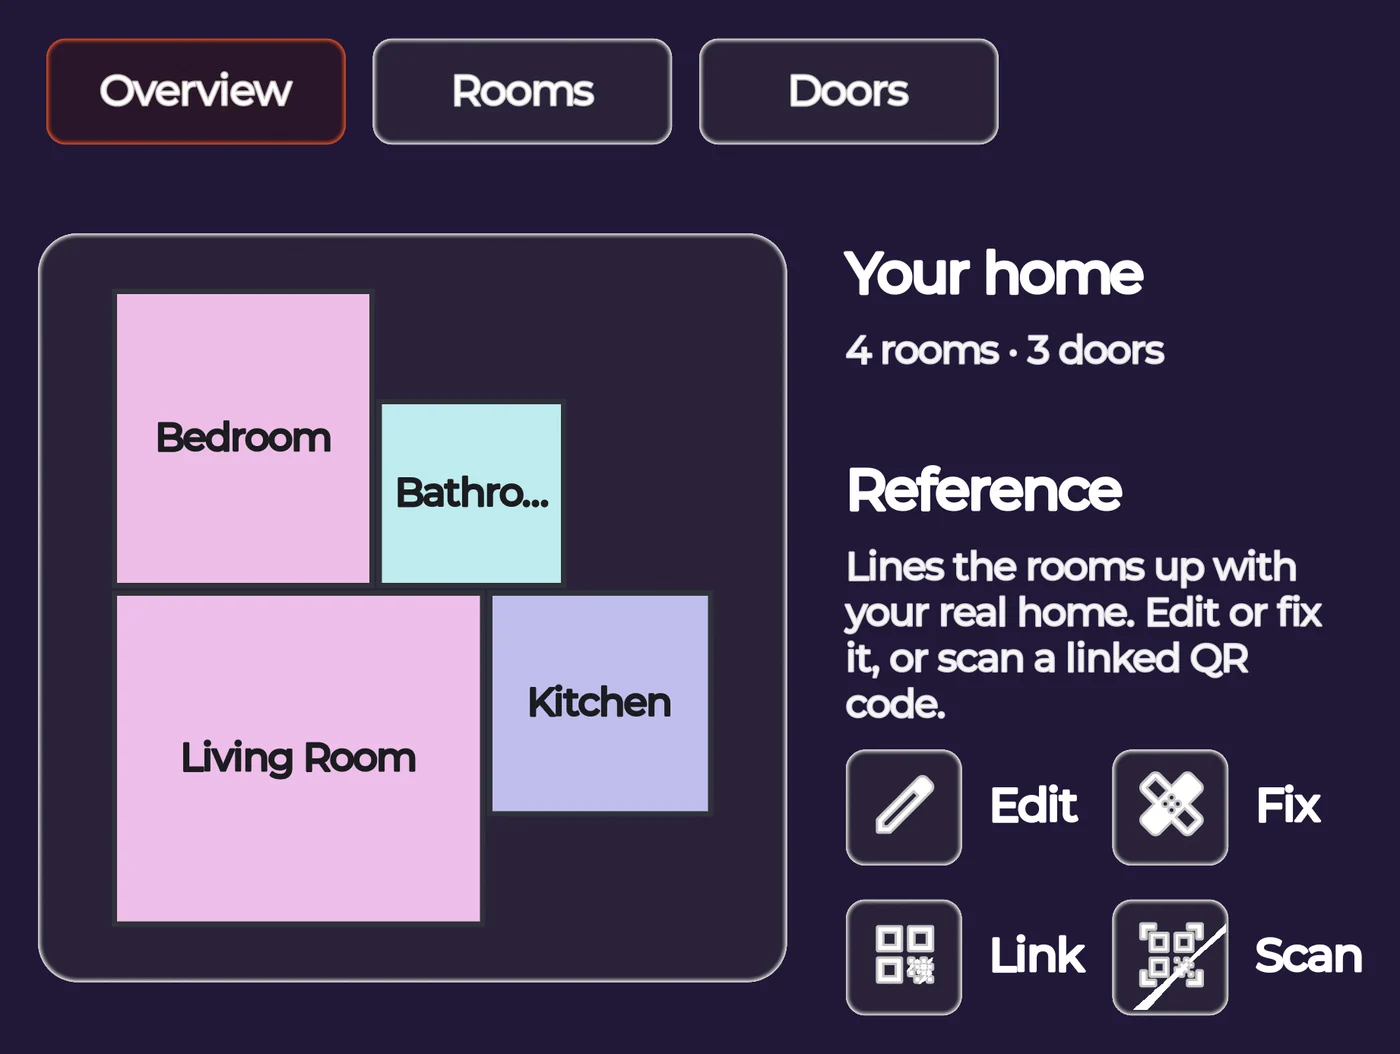 Overview
Rooms
Doors
Bedroom
Bathro...
Living Room
Kitchen
Your home
4 rooms · 3 doors
Reference
Lines the rooms up with
your real home. Edit or fix
it, or scan a linked QR
code.
Edit
Fix
Link
Scan